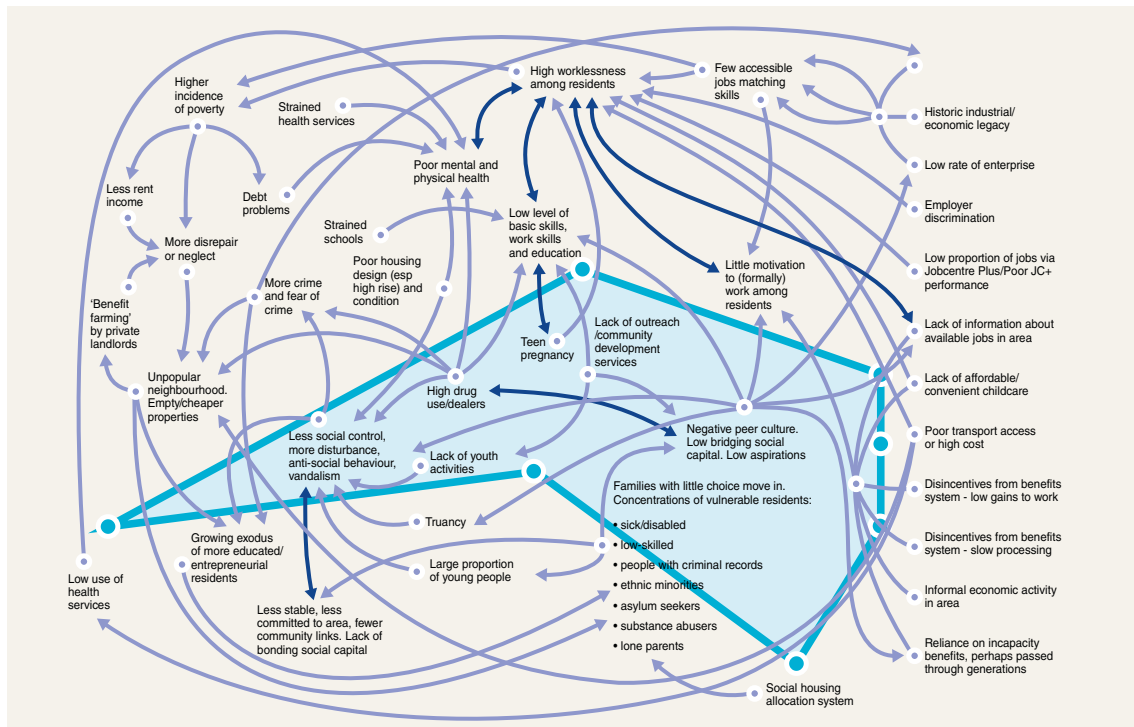 Higher
incidence
of poverty
Strained
health services
High worklessness
among residents
Few accessible
jobs matching
skills
Historic industrial/
economic legacy
Low rate of enterprise
Poor mental and
physical health
Less rent
income
Debt
problems
Employer
discrimination
Strained
schools
Low level of
basic skills,
work skills
and education
More disrepair
or neglect
Poor housing
design (esp
high rise) and
condition
Little motivation
to (formally)
work among
residents
Low proportion of jobs via
Jobcentre Plus/Poor JC+
performance
More crime
and fear of
crime
‘Benefit
farming’
by private
landlords
Teen
pregnancy
Lack of outreach
/community
development
services
Lack of information about
available jobs in area
Unpopular
neighbourhood.
Empty/cheaper
properties
High drug
use/dealers
Lack of affordable/
convenient childcare
Less social control,
more disturbance,
anti-social behaviour,
vandalism
Lack of youth
activities
Negative peer culture.
Low bridging social
capital. Low aspirations
Poor transport access
or high cost
Families with little choice move in.
Concentrations of vulnerable residents:
• sick/disabled
• low-skilled
• people with criminal records
• ethnic minorities
• asylum seekers
• substance abusers
• lone parents
Disincentives from benefits
system - low gains to work
Truancy
Growing exodus
of more educated/
entrepreneurial
residents
Disincentives from benefits
system - slow processing
Low use of
health
services
Large proportion
of young people
Less stable, less
committed to area, fewer
community links. Lack of
bonding social capital
Informal economic activity
in area
Reliance on incapacity
benefits, perhaps passed
through generations
Social housing
allocation system